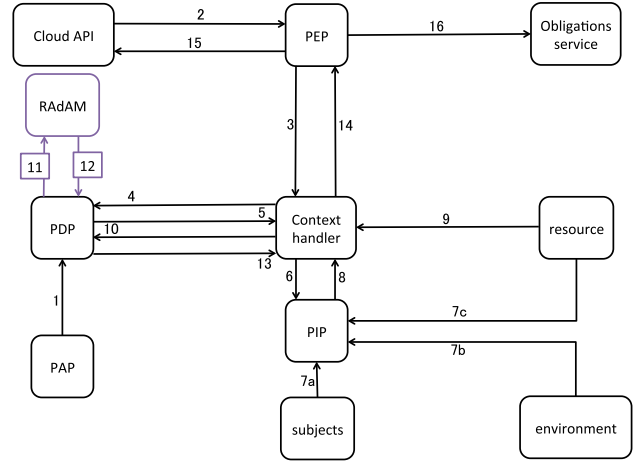 2
Cloud API
PEP
16
Obligations
service
15
RAdAM
3
14
11
12
4
5
10
13
PDP
Context
handler
9
resource
6
8
1
7c
PIP
7b
PAP
7a
subjects
environment